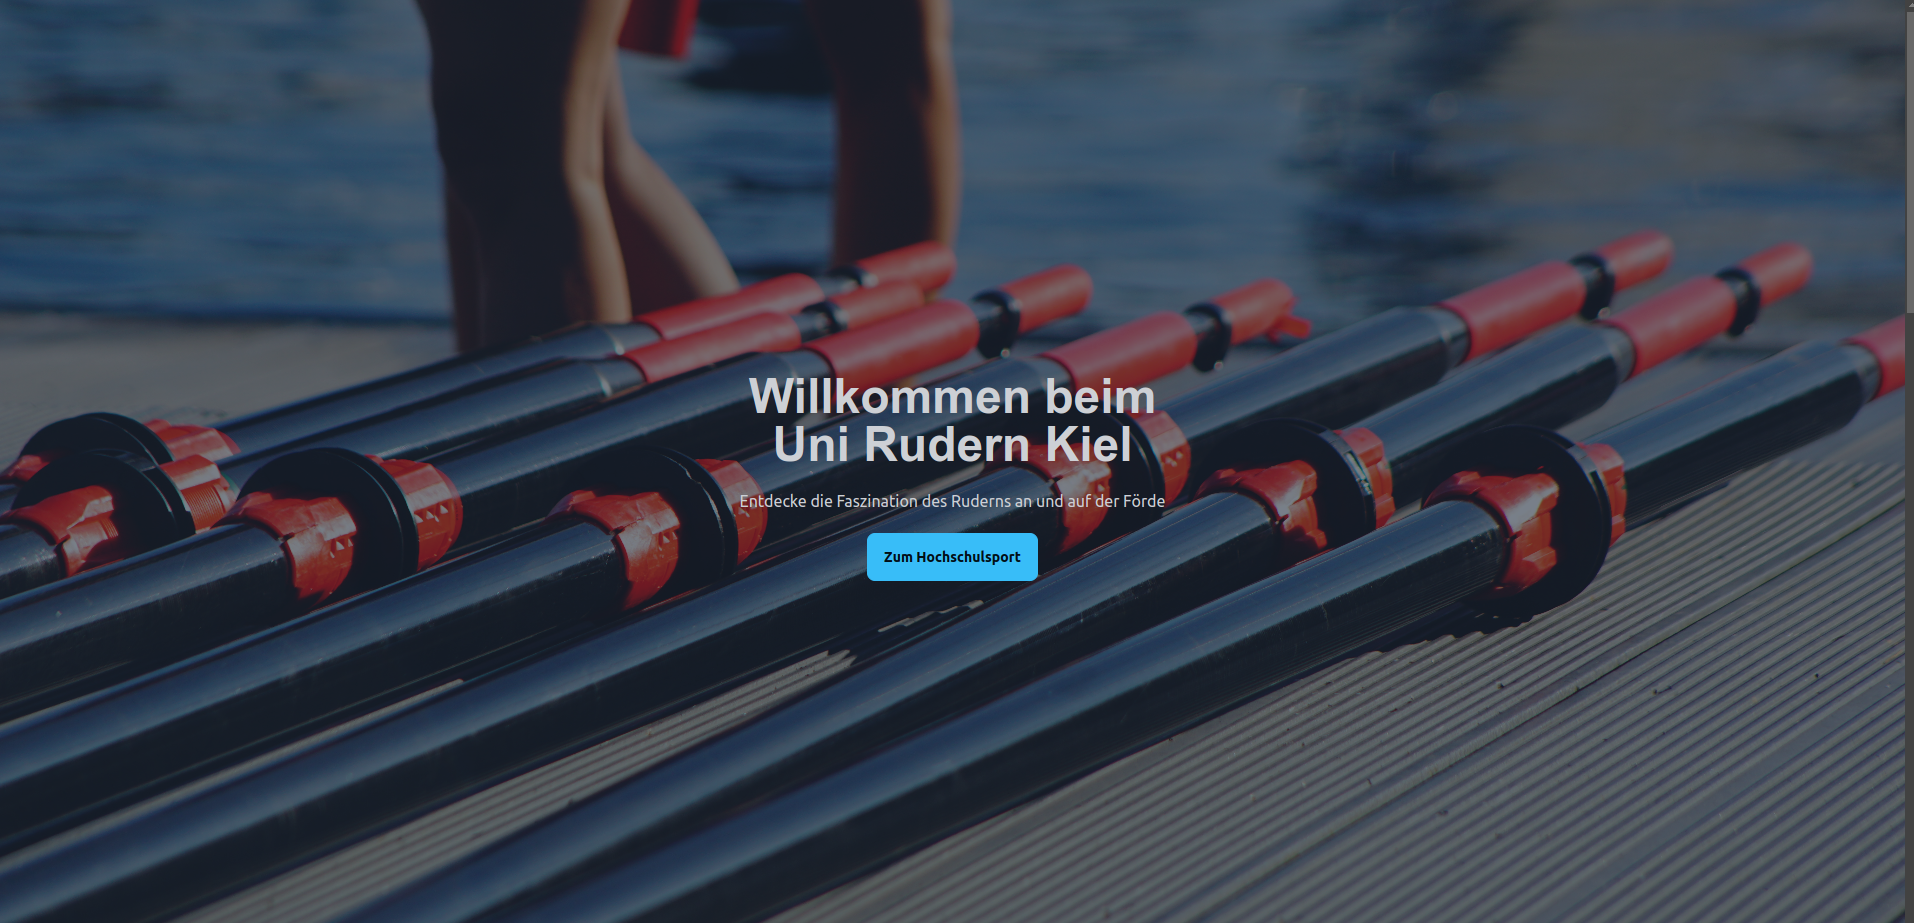 Willkommen beim
Uni Rudern Kiel
Entdecke die Faszination des Ruderns an und auf der Förde
Zum Hochschulsport